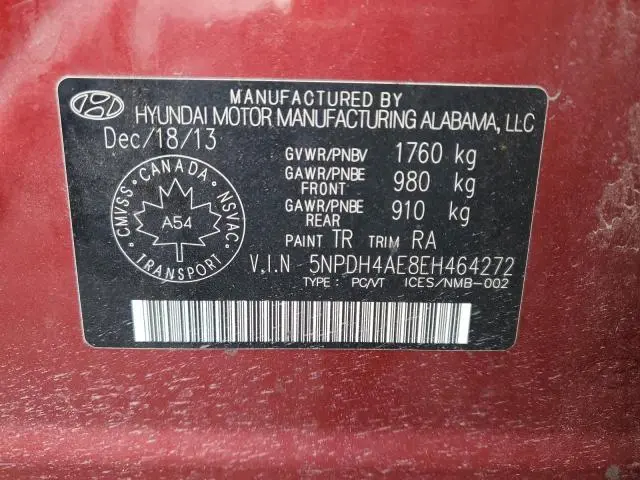 MANUFACTURED BY
HYUNDAI MOTOR MANUFACTURING ALABAMA, LLC
Dec/18/13
GVWR/PNBV 1760 kg
GAWR/PNBE FRONT 980 kg
GAWR/PNBE REAR 910 kg
PAINT TR TRIM RA
CMVSS CANADA NSVAC
A54
TRANSPORT
V.I.N 5NPDH4AE8EH464272
TYPE : PC/VT ICES/NMB-002